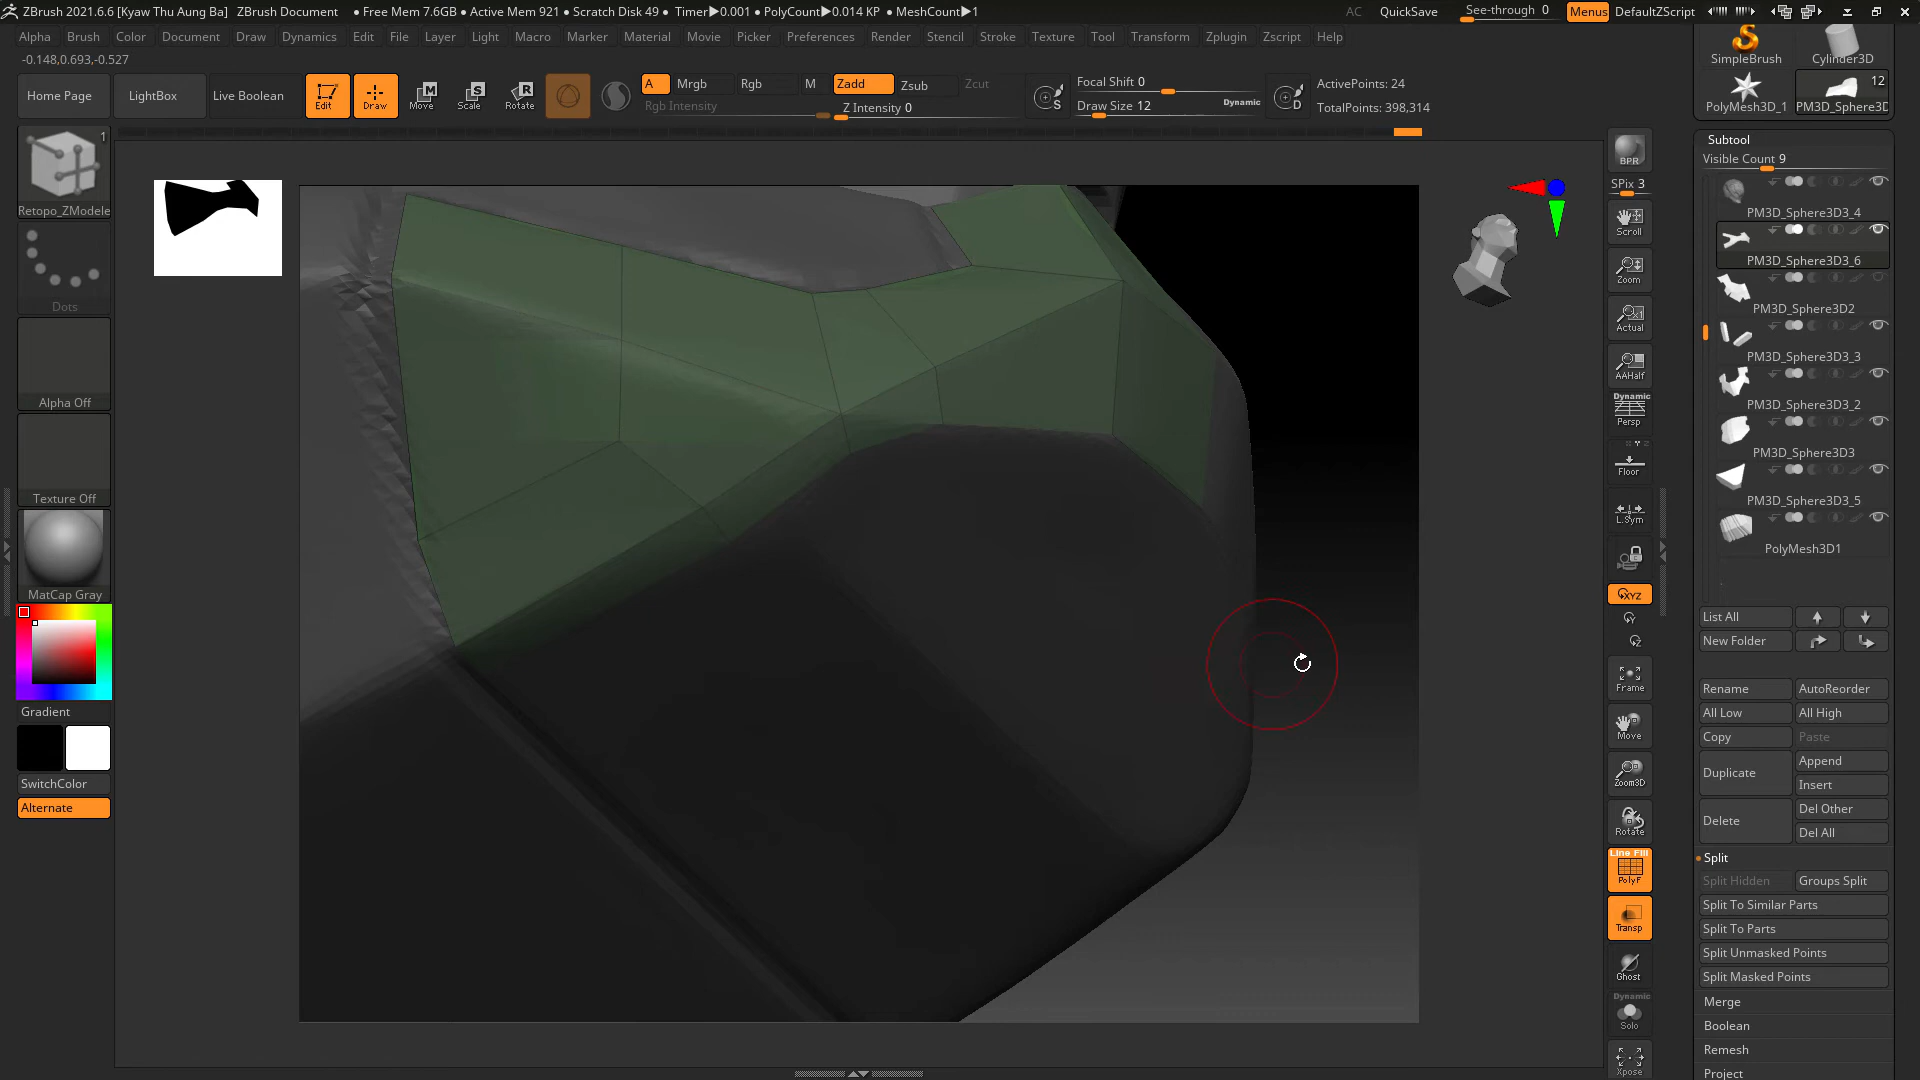 ZBrush 2021.6.6 [Kyaw Thu Aung Ba] ZBrush Document ● Free Mem 7.6GB ● Active Mem 921 ● Scratch Disk 49 ● Timer▶0.001 ● PolyCount▶0.014 KP ● MeshCount▶1 AC QuickSave See-through 0 Menus DefaultZScript
Alpha Brush Color Document Draw Dynamics Edit File Layer Light Macro Marker Material Movie Picker Preferences Render Stencil Stroke Texture Tool Transform Zplugin Zscript Help
-0.148,0.693,-0.527
Home Page LightBox Live Boolean Edit Draw Move Scale Rotate
A Mrgb Rgb M Zadd Zsub Zcut
Rgb Intensity Z Intensity 0
Focal Shift 0
Draw Size 12 Dynamic
S D
ActivePoints: 24
TotalPoints: 398,314
1
Retopo_ZModele
Dots
Alpha Off
Texture Off
MatCap Gray
Gradient
SwitchColor
Alternate
BPR
SPix 3
Scroll
Zoom
Actual
AAHalf
Dynamic
Persp
Floor
L.Sym
XYZ
Y
Z
Frame
Move
Zoom3D
Rotate
Line Fill
PolyF
Transp
Ghost
Dynamic
Solo
Xpose
SimpleBrush Cylinder3D
12
PolyMesh3D_1 PM3D_Sphere3D
Subtool
Visible Count 9
PM3D_Sphere3D3_4
PM3D_Sphere3D3_6
PM3D_Sphere3D2
PM3D_Sphere3D3_3
PM3D_Sphere3D3_2
PM3D_Sphere3D3
PM3D_Sphere3D3_5
PolyMesh3D1
List All
New Folder
Rename AutoReorder
All Low All High
Copy Paste
Duplicate Append
Insert
Delete Del Other
Del All
Split
Split Hidden Groups Split
Split To Similar Parts
Split To Parts
Split Unmasked Points
Split Masked Points
Merge
Boolean
Remesh
Project